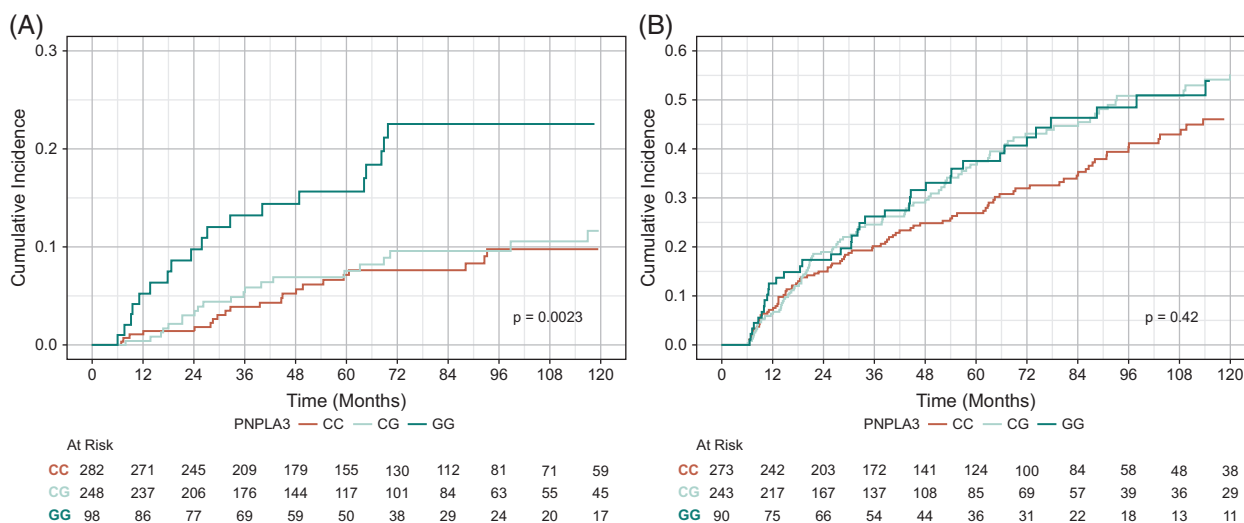 (A)
0.3
0.2
0.1
0.0
Cumulative Incidence
p = 0.0023
0 12 24 36 48 60 72 84 96 108 120
Time (Months)
PNPLA3 CC CG GG
At Risk
CC 282 271 245 209 179 155 130 112 81 71 59
CG 248 237 206 176 144 117 101 84 63 55 45
GG 98 86 77 69 59 50 38 29 24 20 17
(B)
0.6
0.5
0.4
0.3
0.2
0.1
0.0
Cumulative Incidence
p = 0.42
0 12 24 36 48 60 72 84 96 108 120
Time (Months)
PNPLA3 CC CG GG
At Risk
CC 273 242 203 172 141 124 100 84 58 48 38
CG 243 217 167 137 108 85 69 57 39 36 29
GG 90 75 66 54 44 36 31 22 18 13 11